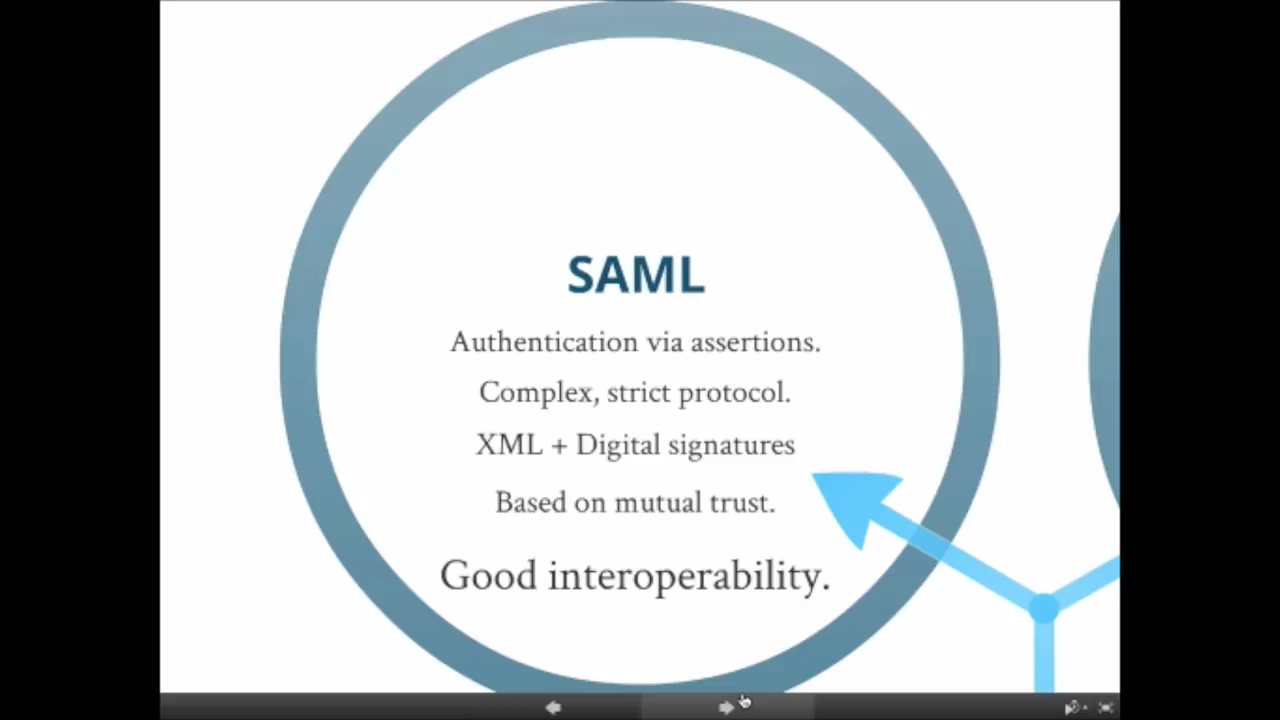 SAML
Authentication via assertions.
Complex, strict protocol.
XML + Digital signatures
Based on mutual trust.
Good interoperability.